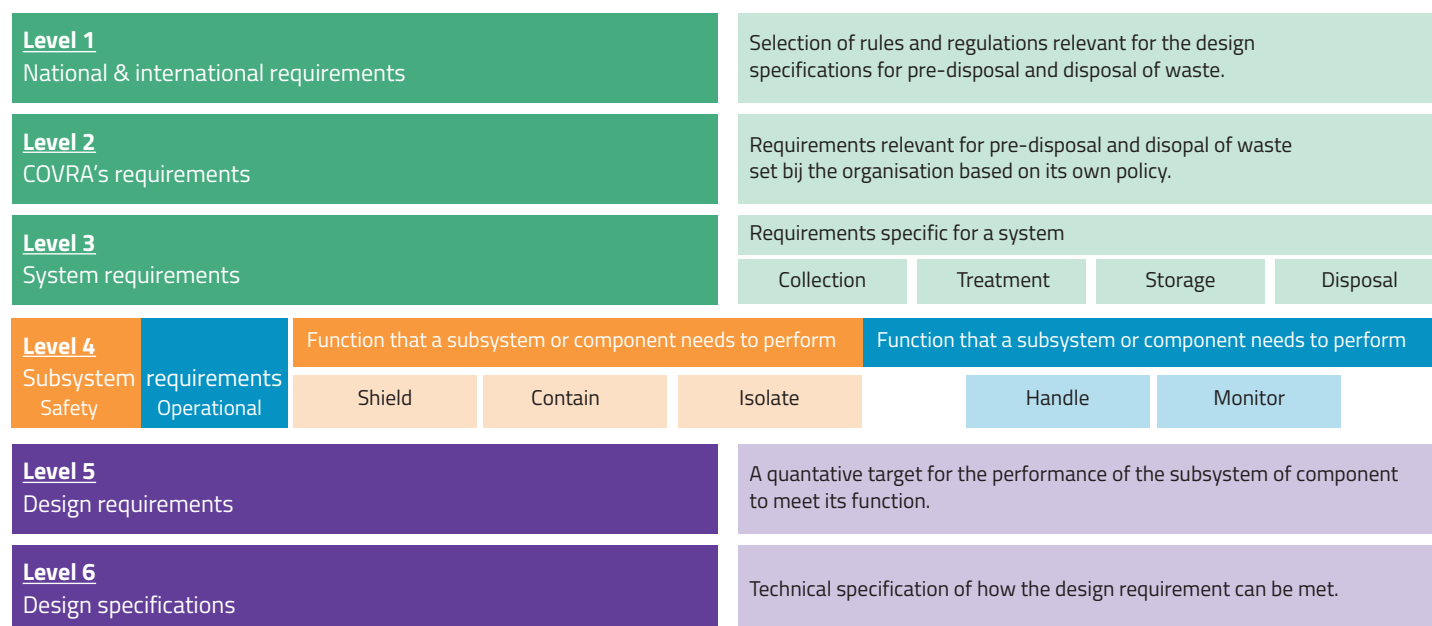 Level 1
National & international requirements
Selection of rules and regulations relevant for the design
specifications for pre-disposal and disposal of waste.
Level 2
COVRA's requirements
Requirements relevant for pre-disposal and disopal of waste
set bij the organisation based on its own policy.
Level 3
System requirements
Requirements specific for a system
Collection
Treatment
Storage
Disposal
Level 4
Subsystem requirements
Safety
Operational
Function that a subsystem or component needs to perform
Shield
Contain
Isolate
Function that a subsystem or component needs to perform
Handle
Monitor
Level 5
Design requirements
A quantative target for the performance of the subsystem of component
to meet its function.
Level 6
Design specifications
Technical specification of how the design requirement can be met.